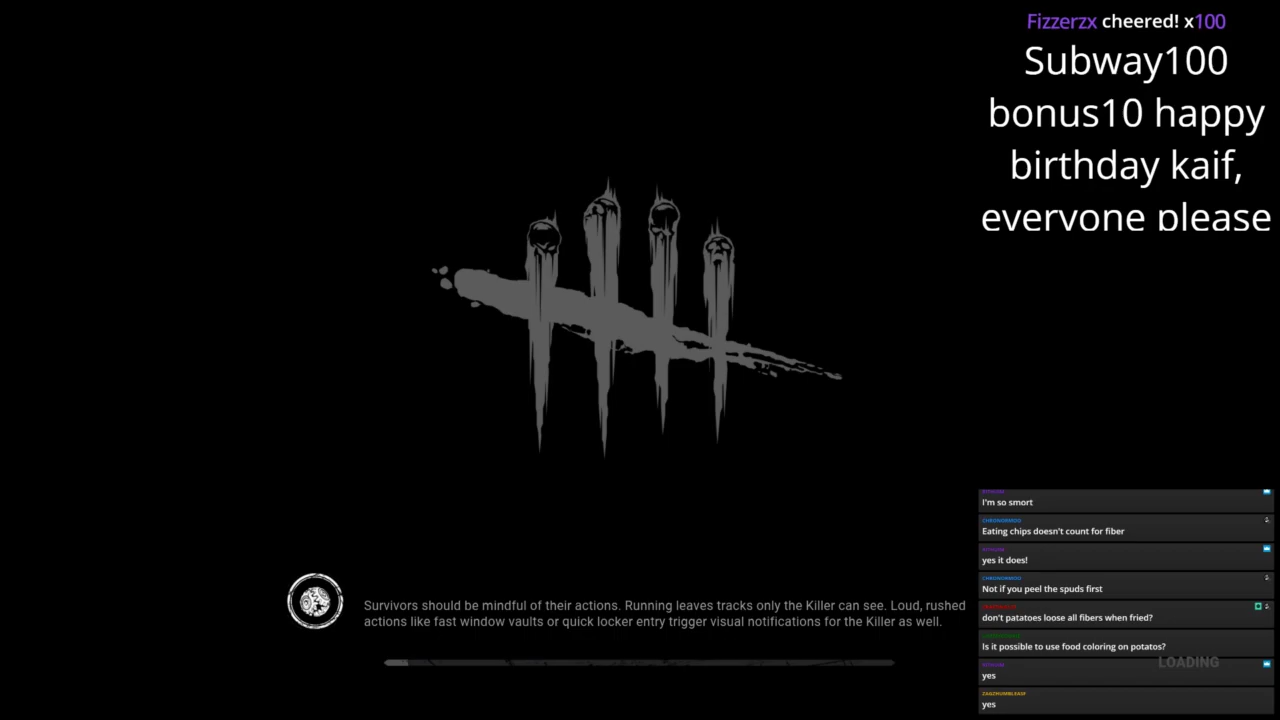 Fizzerzx cheered! x100
Subway100
bonus10 happy
birthday kaif,
everyone please
I'm so smort
CHRONORMOO
Eating chips doesn't count for fiber
yes it does!
CHRONORMOO
Not if you peel the spuds first
don't patatoes loose all fibers when fried?
Is it possible to use food coloring on potatos?
yes
ZANZHUMBLEASF
yes
Survivors should be mindful of their actions. Running leaves tracks only the Killer can see. Loud, rushed
actions like fast window vaults or quick locker entry trigger visual notifications for the Killer as well.
LOADING